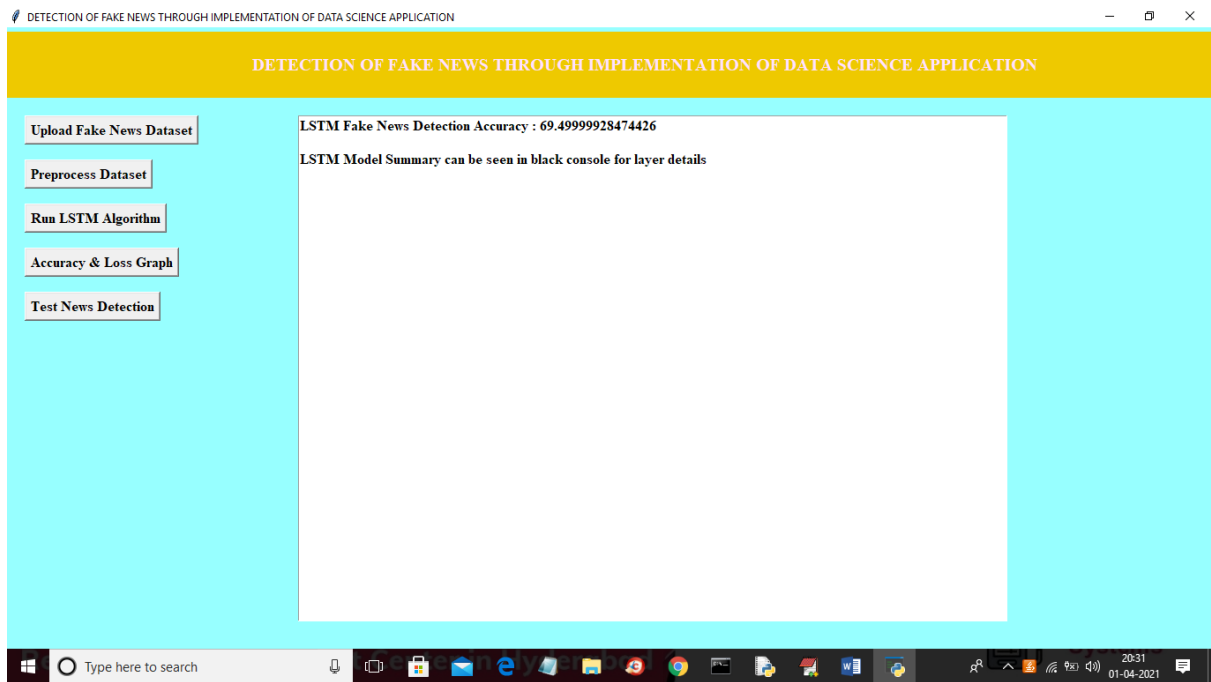 DETECTION OF FAKE NEWS THROUGH IMPLEMENTATION OF DATA SCIENCE APPLICATION
DETECTION OF FAKE NEWS THROUGH IMPLEMENTATION OF DATA SCIENCE APPLICATION
Upload Fake News Dataset
Preprocess Dataset
Run LSTM Algorithm
Accuracy & Loss Graph
Test News Detection
LSTM Fake News Detection Accuracy : 69.49999928474426
LSTM Model Summary can be seen in black console for layer details
Type here to search
20:31
01-04-2021